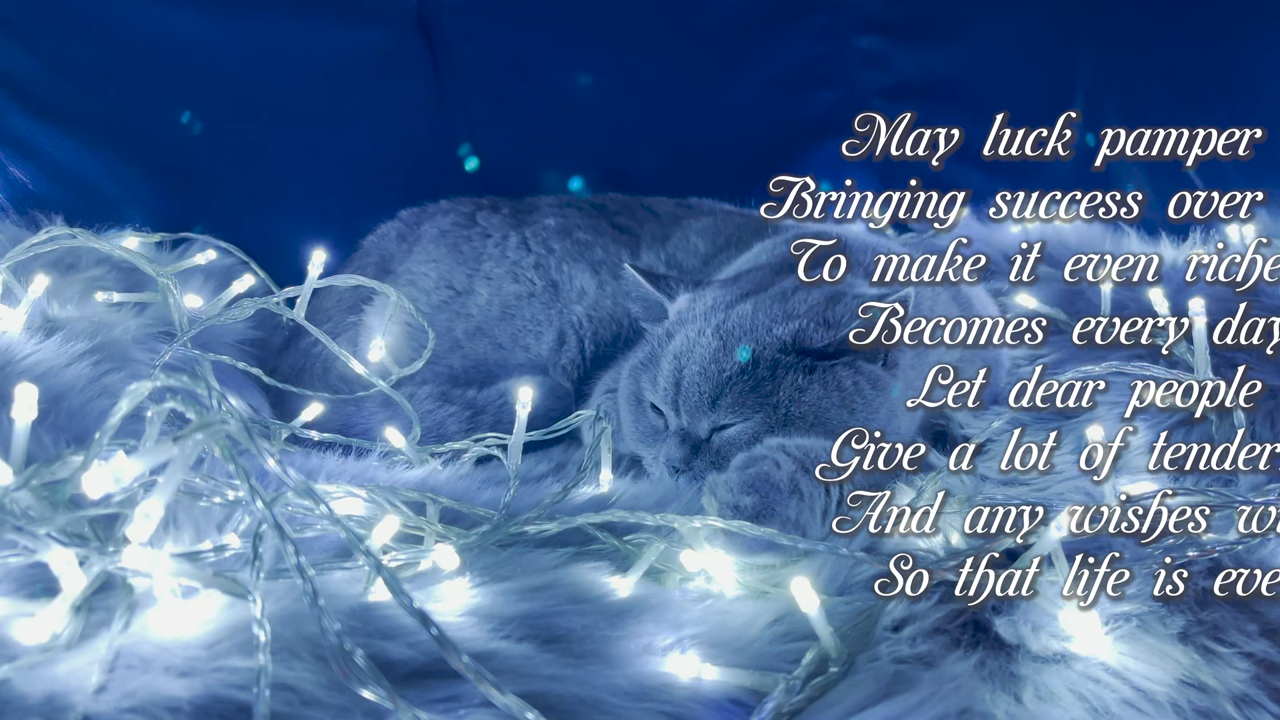 May luck pamper
Bringing success over
To make it even riche
Becomes every day
Let dear people
Give a lot of tender
And any wishes wi
So that life is eve